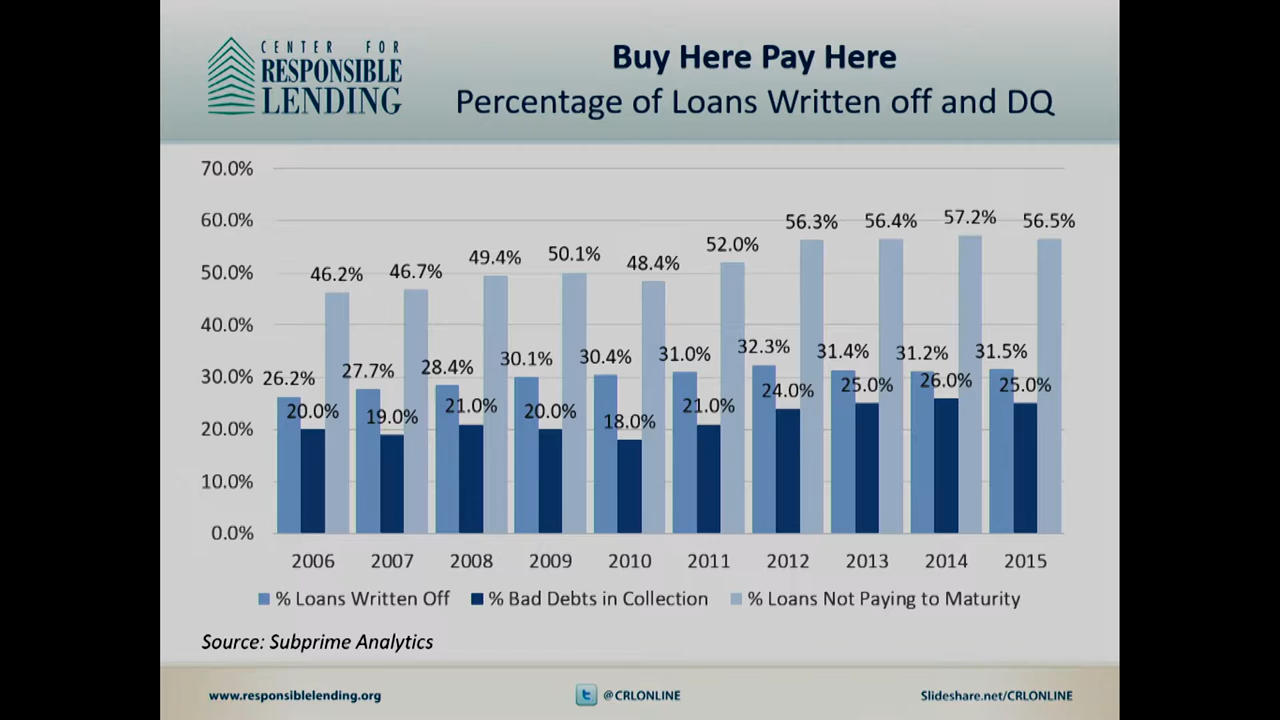 CENTER FOR
RESPONSIBLE
LENDING
Buy Here Pay Here
Percentage of Loans Written off and DQ
70.0%
60.0%
50.0%
40.0%
30.0%
20.0%
10.0%
0.0%
26.2% 20.0% 46.2%
27.7% 19.0% 46.7%
28.4% 21.0% 49.4%
30.1% 20.0% 50.1%
30.4% 18.0% 48.4%
31.0% 21.0% 52.0%
32.3% 24.0% 56.3%
31.4% 25.0% 56.4%
31.2% 26.0% 57.2%
31.5% 25.0% 56.5%
2006 2007 2008 2009 2010 2011 2012 2013 2014 2015
% Loans Written Off % Bad Debts in Collection % Loans Not Paying to Maturity
Source: Subprime Analytics
www.responsiblelending.org @CRLONLINE Slideshare.net/CRLONLINE